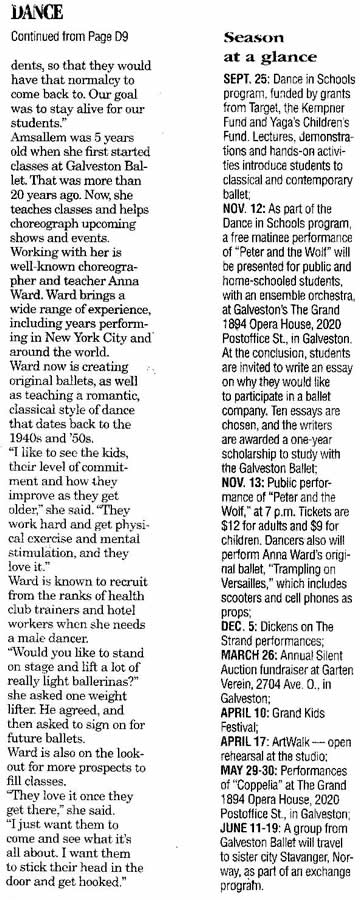 DANCE
Continued from Page D9
dents, so that they would
have that normalcy to
come back to. Our goal
was to stay alive for our
students.”
Amsallem was 5 years
old when she first started
classes at Galveston Bal-
let. That was more than
20 years ago. Now, she
teaches classes and helps
choreograph upcoming
shows and events.
Working with her is
well-known choreogra-
pher and teacher Anna
Ward. Ward brings a
wide range of experience,
including years perform-
ing in New York City and
around the world.
Ward now is creating
original ballets, as well
as teaching a romantic,
classical style of dance
that dates back to the
1940s and ’50s.
“I like to see the kids,
their level of commit-
ment and how they
improve as they get
older,” she said. “They
work hard and get physi-
cal exercise and mental
stimulation, and they
love it.”
Ward is known to recruit
from the ranks of health
club trainers and hotel
workers when she needs
a male dancer.
“Would you like to stand
on stage and lift a lot of
really light ballerinas?”
she asked one weight
lifter. He agreed, and
then asked to sign on for
future ballets.
Ward is also on the look-
out for more prospects to
fill classes.
“They love it once they
get there,” she said.
“I just want them to
come and see what it’s
all about. I want them
to stick their head in the
door and get hooked.”
Season
at a glance
SEPT. 25: Dance in Schools
program, funded by grants
from Target, the Kempner
Fund and Yaga’s Children’s
Fund. Lectures, demonstra-
tions and hands-on activi-
ties introduce students to
classical and contemporary
ballet;
NOV. 12: As part of the
Dance in Schools program,
a free matinee performance
of “Peter and the Wolf” will
be presented for public and
home-schooled students,
with an ensemble orchestra,
at Galveston’s The Grand
1894 Opera House, 2020
Postoffice St., in Galveston.
At the conclusion, students
are invited to write an essay
on why they would like
to participate in a ballet
company. Ten essays are
chosen, and the writers
are awarded a one-year
scholarship to study with
the Galveston Ballet;
NOV. 13: Public perfor-
mance of “Peter and the
Wolf,” at 7 p.m. Tickets are
$12 for adults and $9 for
children. Dancers also will
perform Anna Ward’s origi-
nal ballet, “Trampling on
Versailles,” which includes
scooters and cell phones as
props;
DEC. 5: Dickens on The
Strand performances;
MARCH 26: Annual Silent
Auction fundraiser at Garten
Verein, 2704 Ave. O., in
Galveston;
APRIL 10: Grand Kids
Festival;
APRIL 17: ArtWalk — open
rehearsal at the studio;
MAY 29-30: Performances
of “Coppelia” at The Grand
1894 Opera House, 2020
Postoffice St., in Galveston;
JUNE 11-19: A group from
Galveston Ballet will travel
to sister city Stavanger, Nor-
way, as part of an exchange
program.